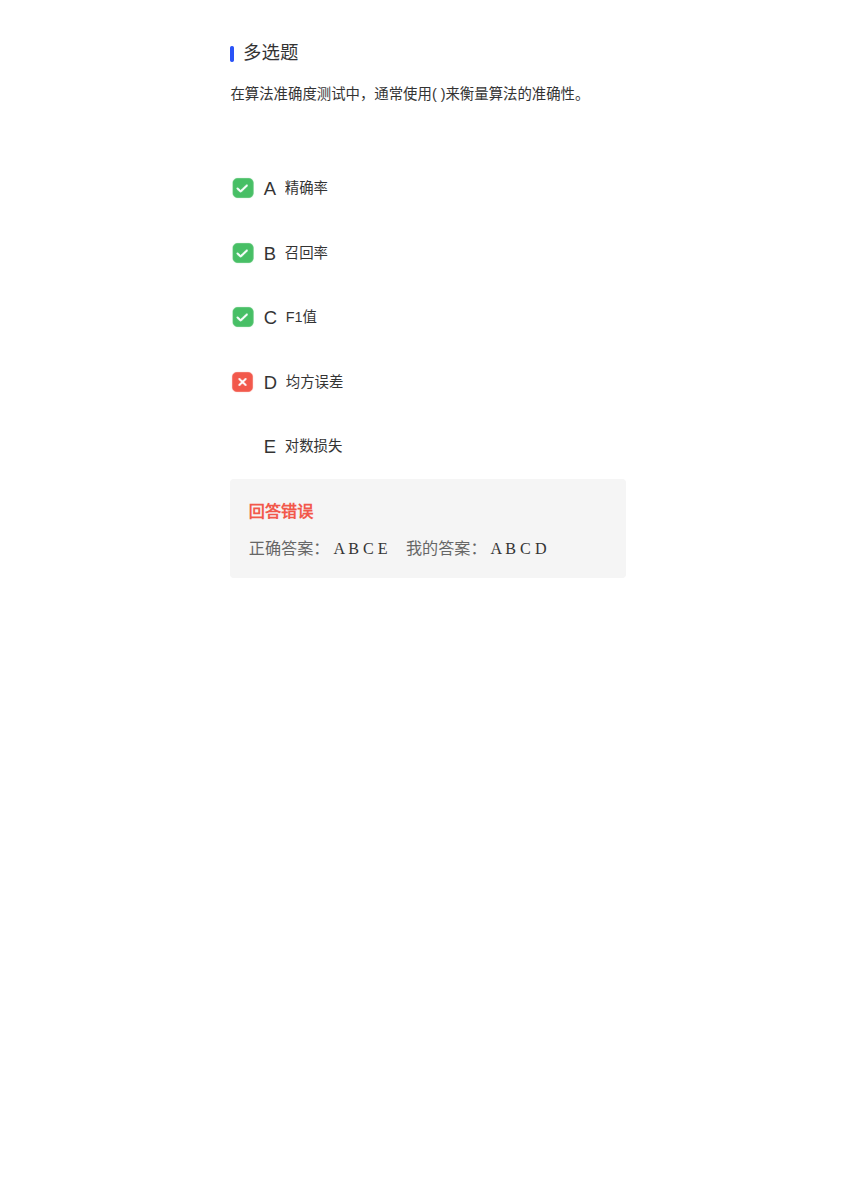 多选题
在算法准确度测试中，通常使用( )来衡量算法的准确性。
A 精确率
B 召回率
C F1值
D 均方误差
E 对数损失
回答错误
正确答案： A B C E 我的答案： A B C D